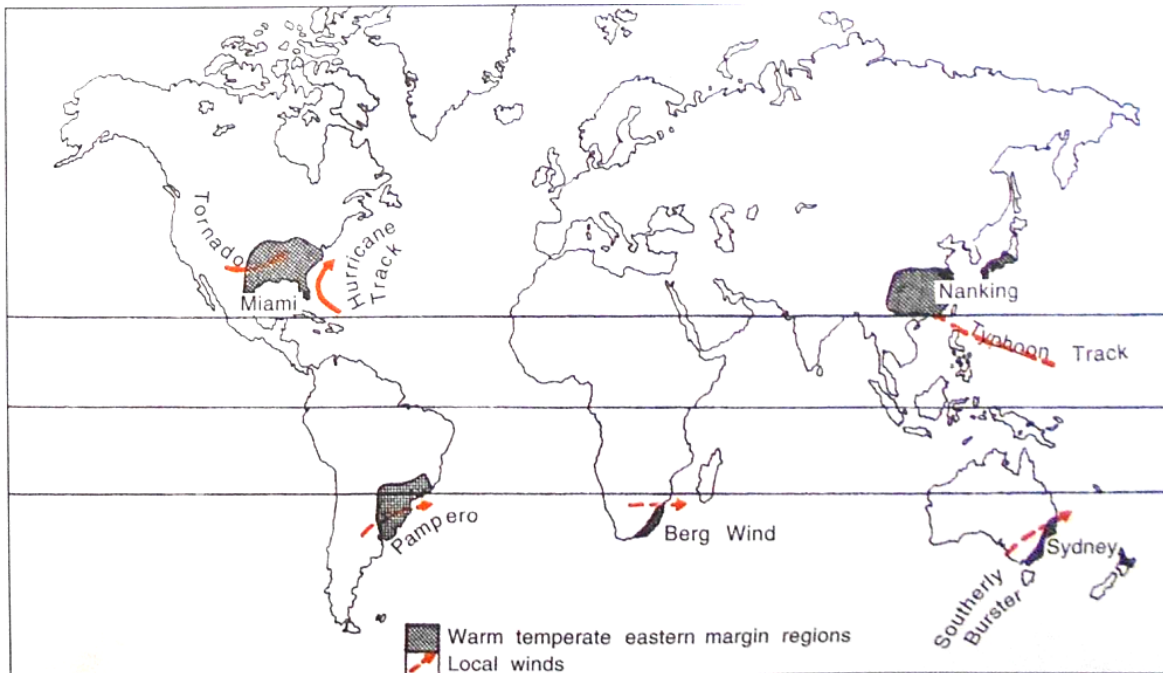 Tornado
Hurricane
Track
Miami
Nanking
Typhoon Track
Pampero
Berg Wind
Sydney
Southerly
Burster
Warm temperate eastern margin regions
Local winds